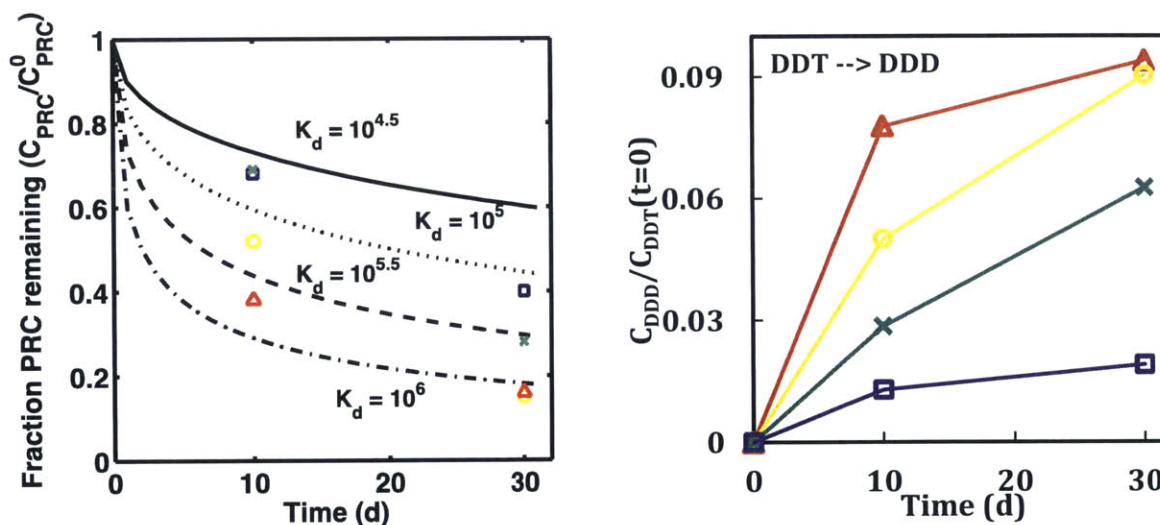 Fraction PRC remaining (C_PRC/C^0_PRC)
1
0.8
0.6
0.4
0.2
0
K_d = 10^4.5
K_d = 10^5
K_d = 10^5.5
K_d = 10^6
0
10
20
30
Time (d)
DDT --> DDD
C_DDD/C_DDT(t=0)
0.09
0.06
0.03
0
0
10
20
30
Time (d)